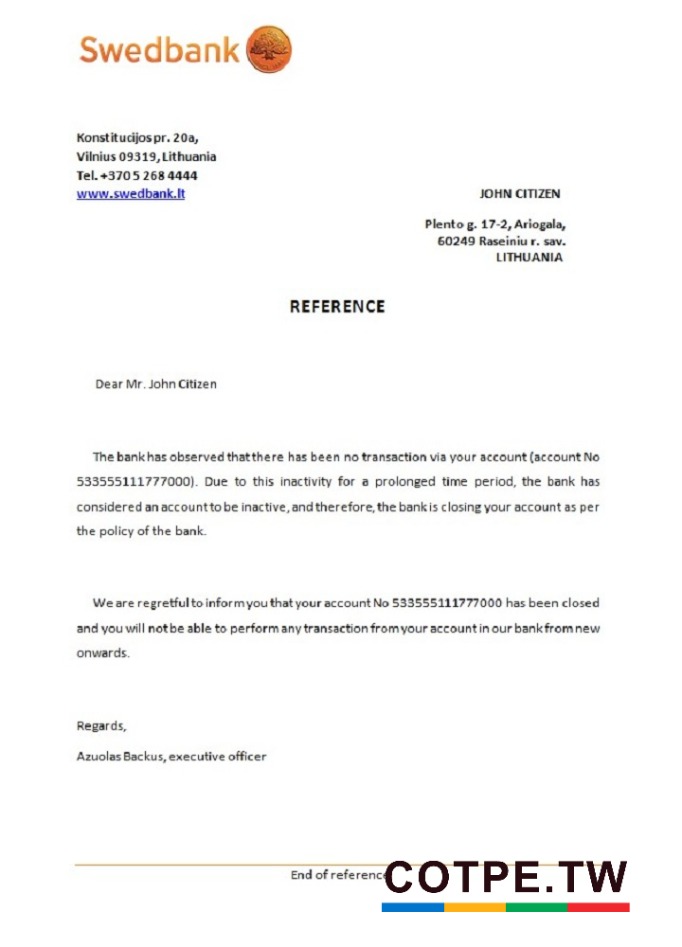 Swedbank
Konstitucijos pr. 20a,
Vilnius 09319, Lithuania
Tel. +370 5 268 4444
www.swedbank.lt
JOHN CITIZEN
Plento g. 17-2, Ariogala,
60249 Raseiniu r. sav.
LITHUANIA
REFERENCE
Dear Mr. John Citizen
The bank has observed that there has been no transaction via your account (account No
533555111777000). Due to this inactivity for a prolonged time period, the bank has
considered an account to be inactive, and therefore, the bank is closing your account as per
the policy of the bank.
We are regretful to inform you that your account No 533555111777000 has been closed
and you will not be able to perform any transaction from your account in our bank from new
onwards.
Regards,
Azuolas Backus, executive officer
End of reference
COTPE.TW